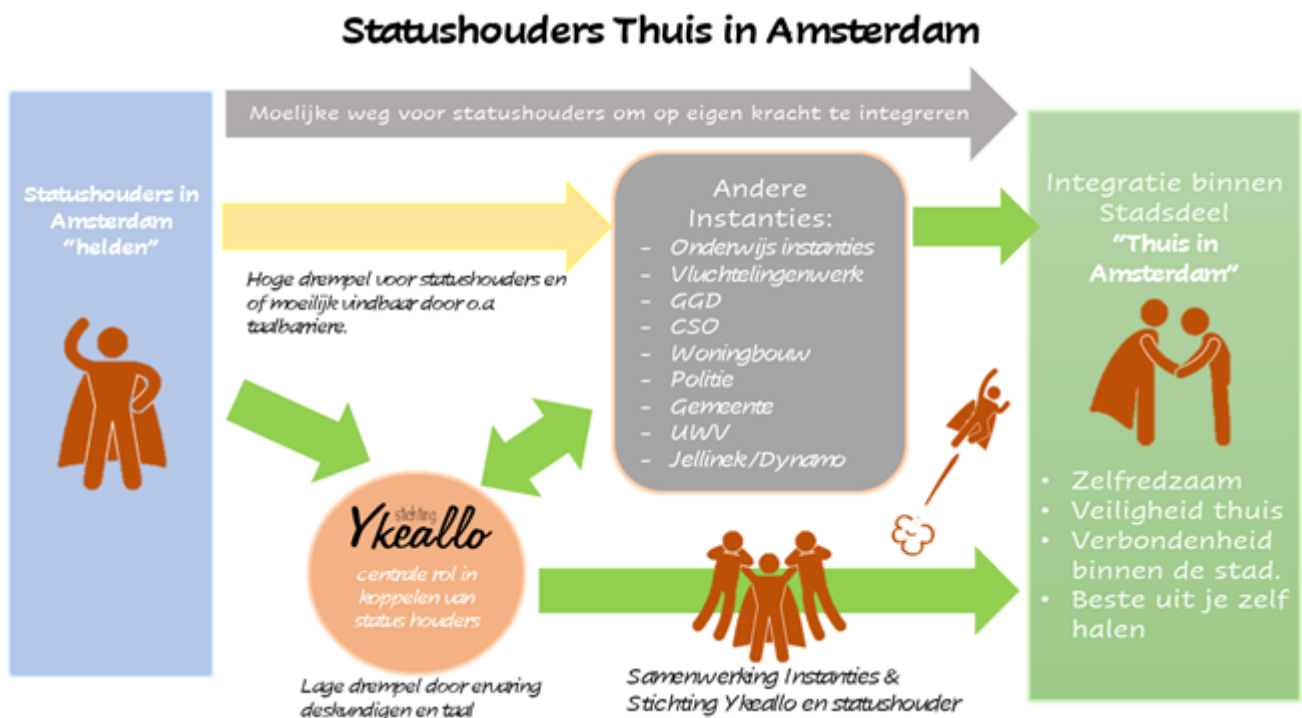 Statushouders Thuis in Amsterdam
Moelijke weg voor statushouders om op eigen kracht te integreren
Statushouders in
Amsterdam
"helden"
Hoge drempel voor statushouders en
of moeilijk vindbaar door o.a
taalbarriere.
Andere
Instanties:
- Onderwijs instanties
- Vluchtelingenwerk
- GGD
- CSO
- Woningbouw
- Politie
- Gemeente
- UWV
- Jellinek/Dynamo
Integratie binnen
Stadsdeel
"Thuis in
Amsterdam"
• Zelfredzaam
• Veiligheid thuis
• Verbondenheid
binnen de stad.
• Beste uit je zelf
halen
stichting
Ykeallo
centrale rol in
koppelen van
status houders
Lage drempel door ervaring
deskundigen en taal
Samenwerking Instanties &
Stichting Ykeallo en statushouder